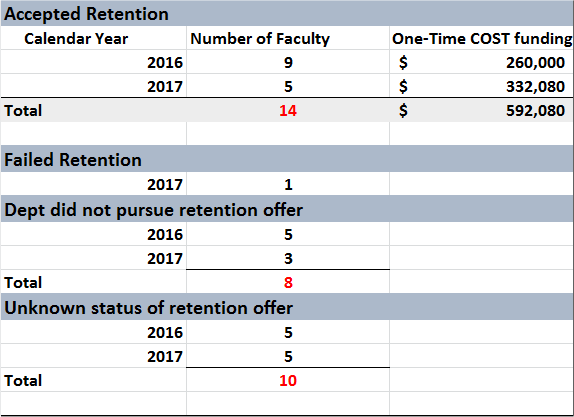 Accepted Retention
Calendar Year Number of Faculty One-Time COST funding
2016 9 $ 260,000
2017 5 $ 332,080
Total 14 $ 592,080
Failed Retention
2017 1
Dept did not pursue retention offer
2016 5
2017 3
Total 8
Unknown status of retention offer
2016 5
2017 5
Total 10